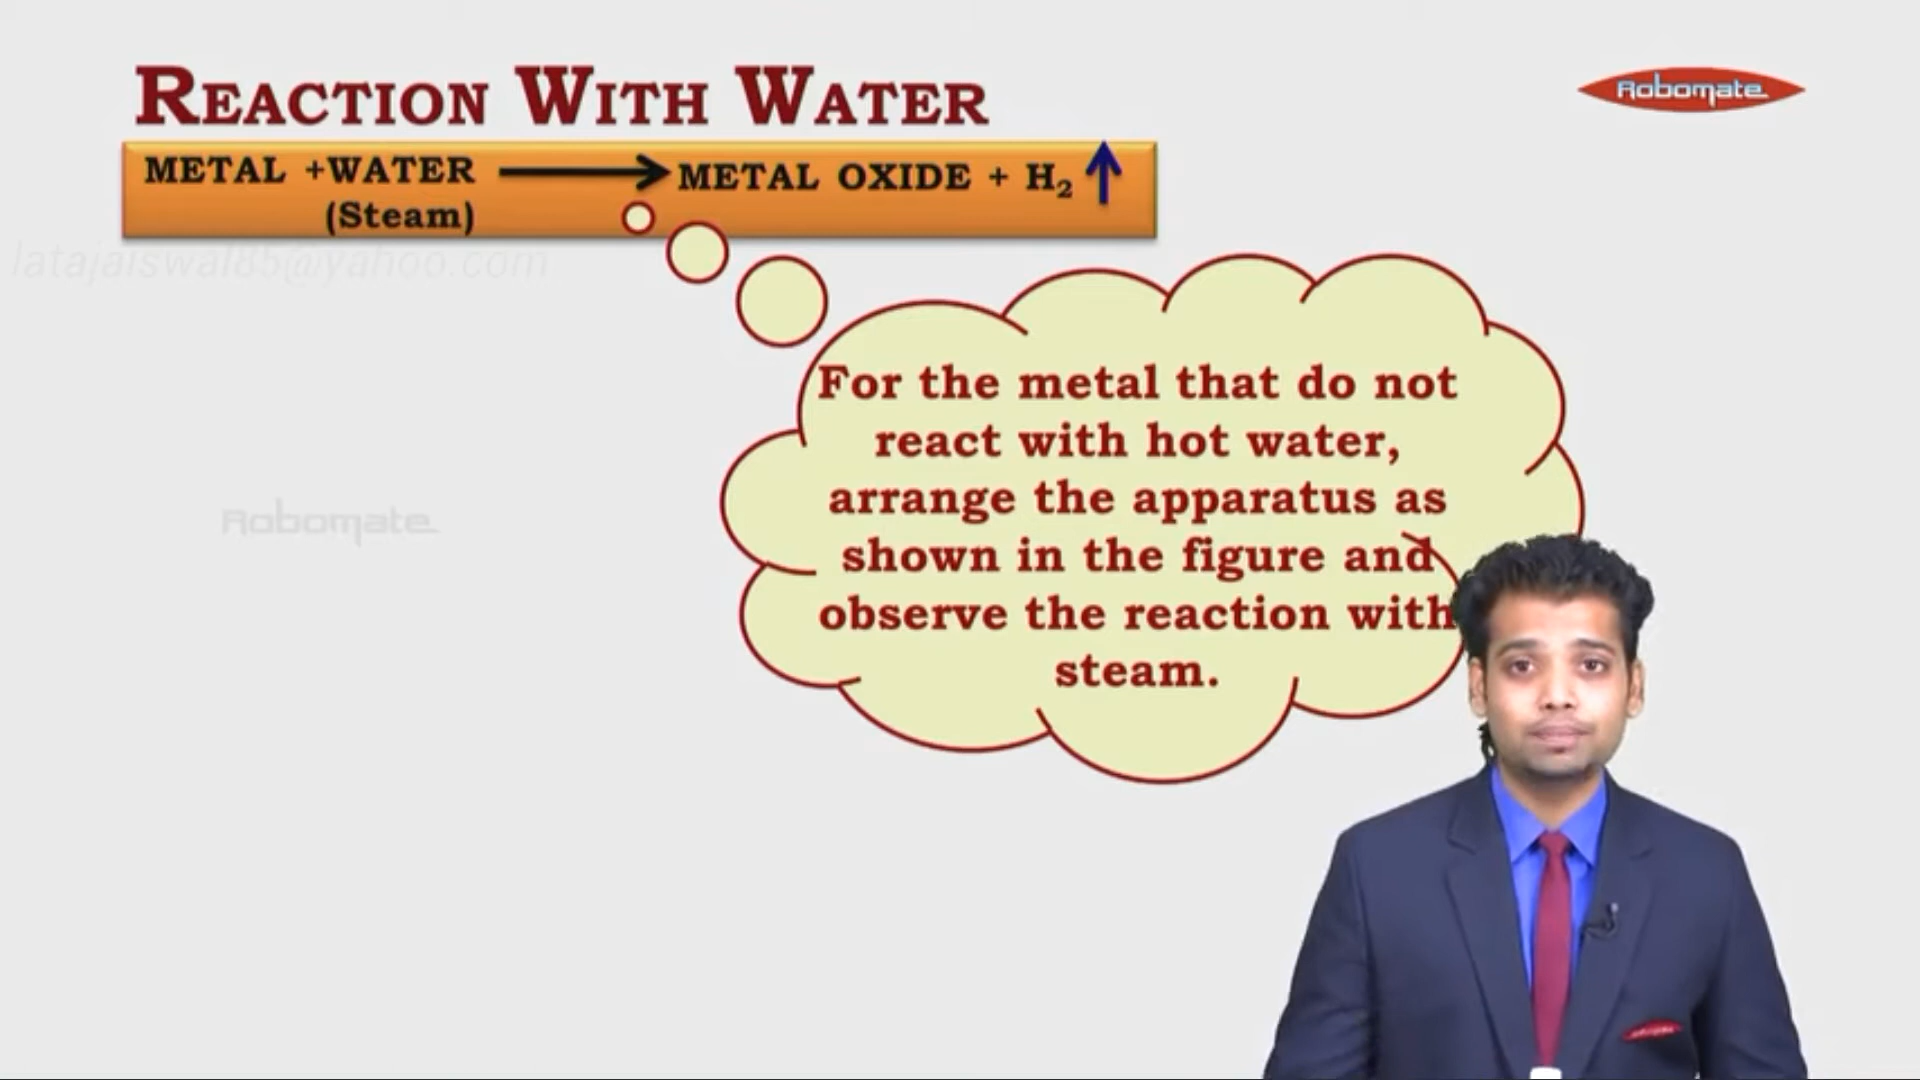 REACTION WITH WATER
Robomate
METAL +WATER ⟶ METAL OXIDE + H₂ ↑
(Steam)
latajaiswal85@yahoo.com
For the metal that do not
react with hot water,
arrange the apparatus as
shown in the figure and
observe the reaction with
steam.
Robomate